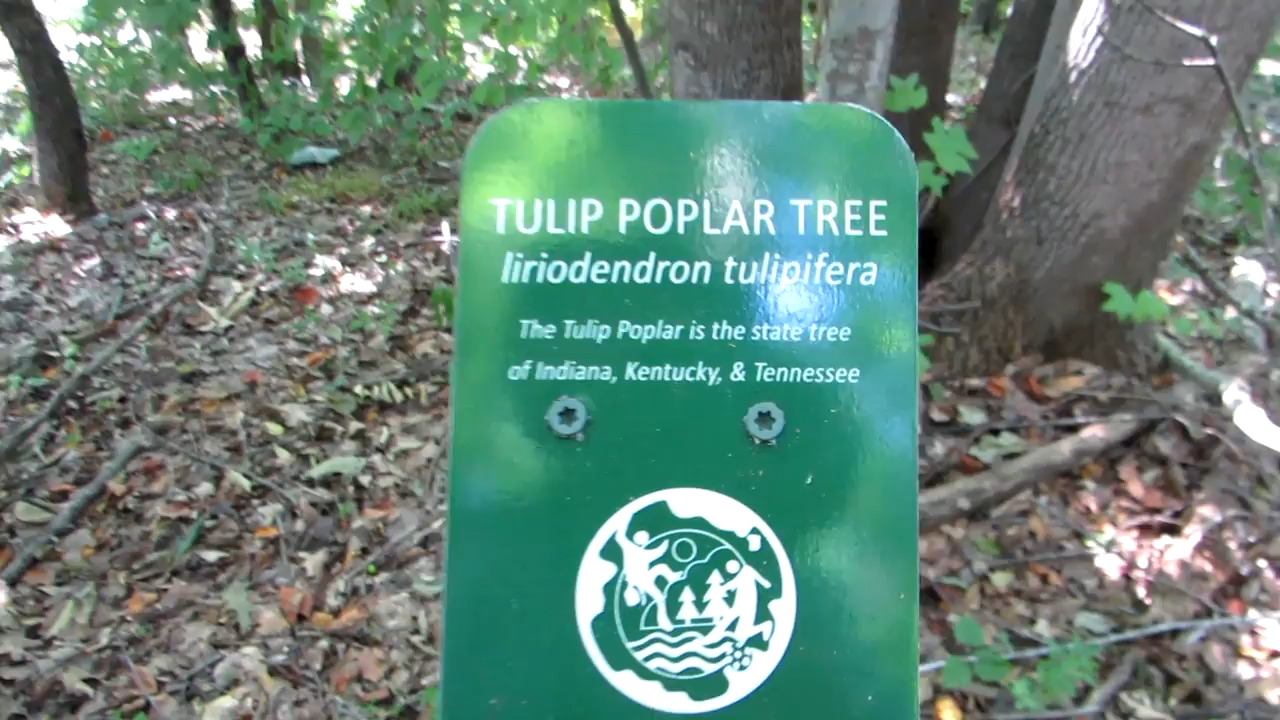 TULIP POPLAR TREE
liriodendron tulipifera
The Tulip Poplar is the state tree
of Indiana, Kentucky, & Tennessee